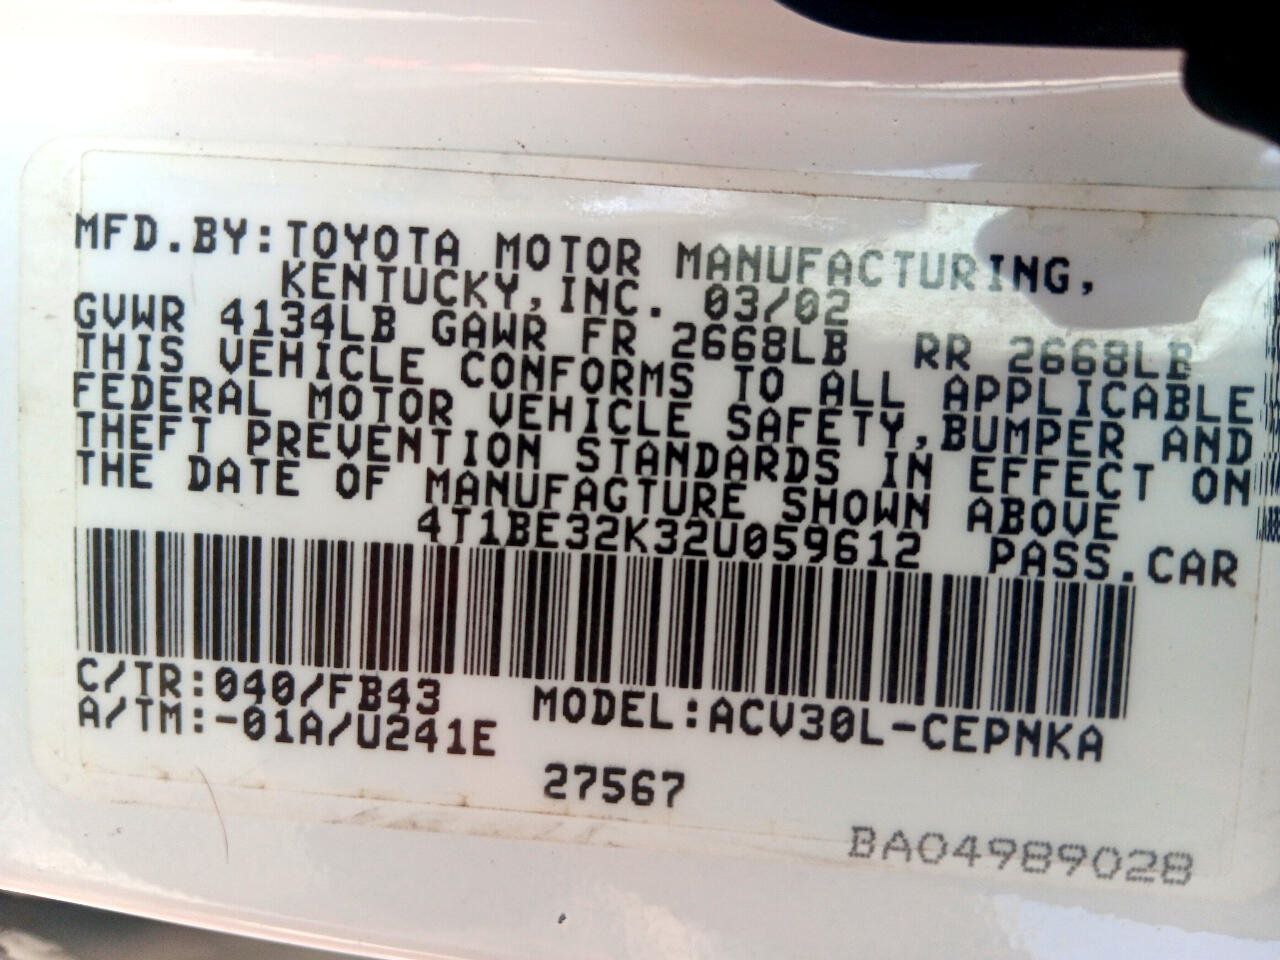 MFD.BY:TOYOTA MOTOR MANUFACTURING,
KENTUCKY,INC. 03/02
GVWR 4134LB GAWR FR 2668LB RR 2668LB
THIS VEHICLE CONFORMS TO ALL APPLICABLE
FEDERAL MOTOR VEHICLE SAFETY,BUMPER AND
THEFT PREVENTION STANDARDS IN EFFECT ON
THE DATE OF MANUFAGTURE SHOWN ABOVE
4T1BE32K32U059612 PASS.CAR
C/TR:040/FB43 MODEL:ACV30L-CEPNKA
A/TM:-01A/U241E
27567
BA04989028